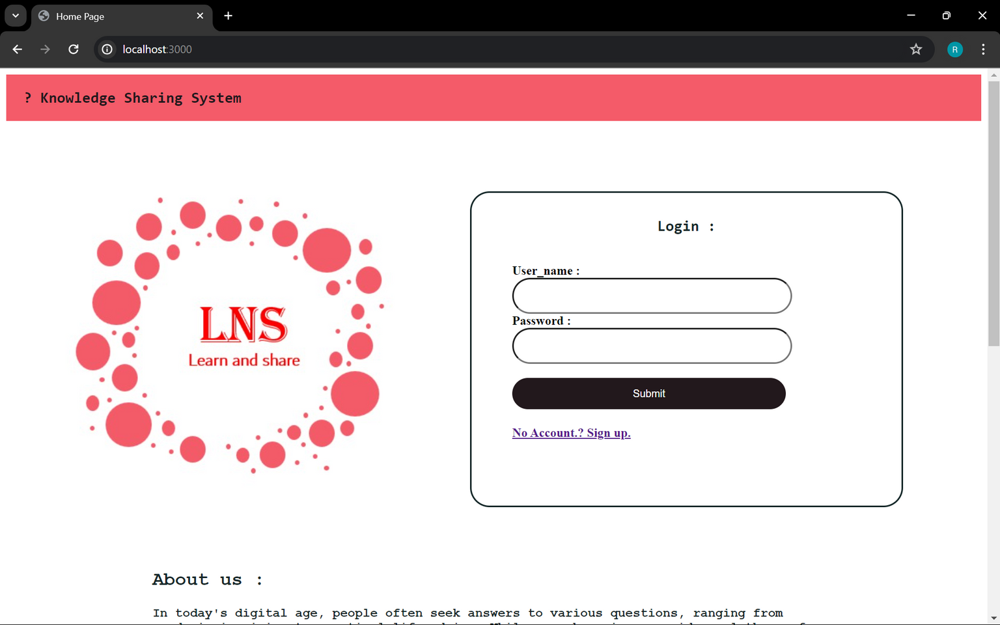 Home Page
localhost:3000
R
? Knowledge Sharing System
LNS
Learn and share
Login :
User_name :
Password :
Submit
No Account.? Sign up.
About us :
In today's digital age, people often seek answers to various questions, ranging from